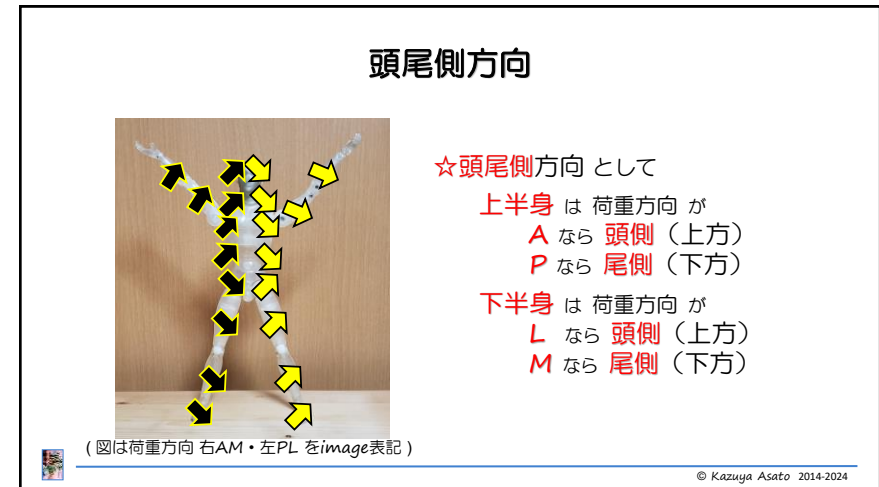 頭尾側方向
☆頭尾側方向 として
上半身 は 荷重方向 が
A なら 頭側（上方）
P なら 尾側（下方）
下半身 は 荷重方向 が
L なら 頭側（上方）
M なら 尾側（下方）
( 図は荷重方向 右AM・左PL をimage表記 )
© Kazuya Asato 2014-2024